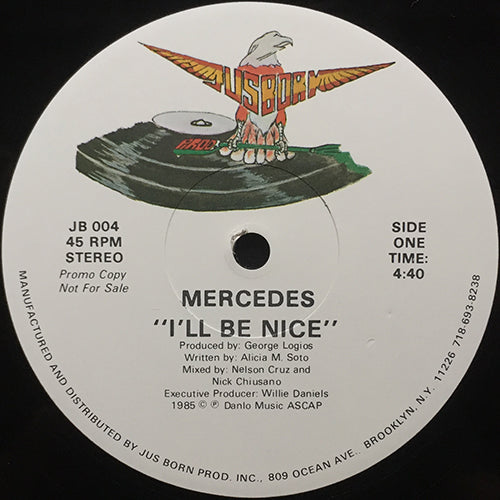 JUSBORN
PROD
JB 004
45 RPM
STEREO
Promo Copy
Not For Sale
SIDE
ONE
TIME:
4:40
MERCEDES
"I'LL BE NICE"
Produced by: George Logios
Written by: Alicia M. Soto
Mixed by: Nelson Cruz and
Nick Chiusano
Executive Producer: Willie Daniels
1985 © ℗ Danlo Music ASCAP
MANUFACTURED AND DISTRIBUTED BY JUS BORN PROD. INC., 809 OCEAN AVE., BROOKLYN, N.Y. 11226 718-693-8238